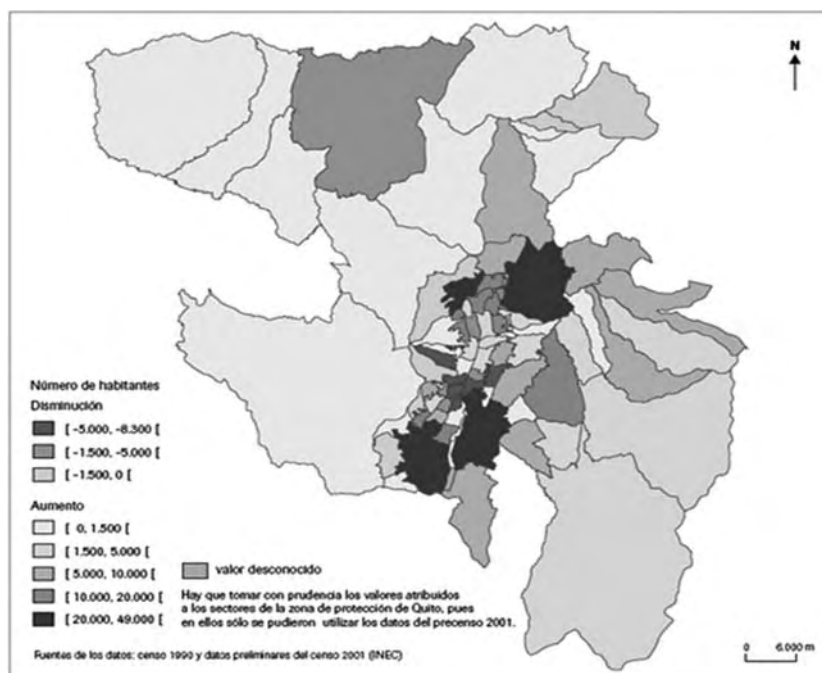 N
Número de habitantes
Disminución
[ -5.000, -8.300 [
[ -1.500, -5.000 [
[ -1.500, 0 [
Aumento
[ 0, 1.500 [
[ 1.500, 5.000 [
[ 5.000, 10.000 [
[ 10.000, 20.000 [
[ 20.000, 49.000 [
valor desconocido
Hay que tomar con prudencia los valores atribuidos
a los sectores de la zona de protección de Quito, pues
en ellos sólo se pudieron utilizar los datos del precenso 2001.
Fuentes de los datos: censo 1990 y datos preliminares del censo 2001 (INEC)
0 6.000 m